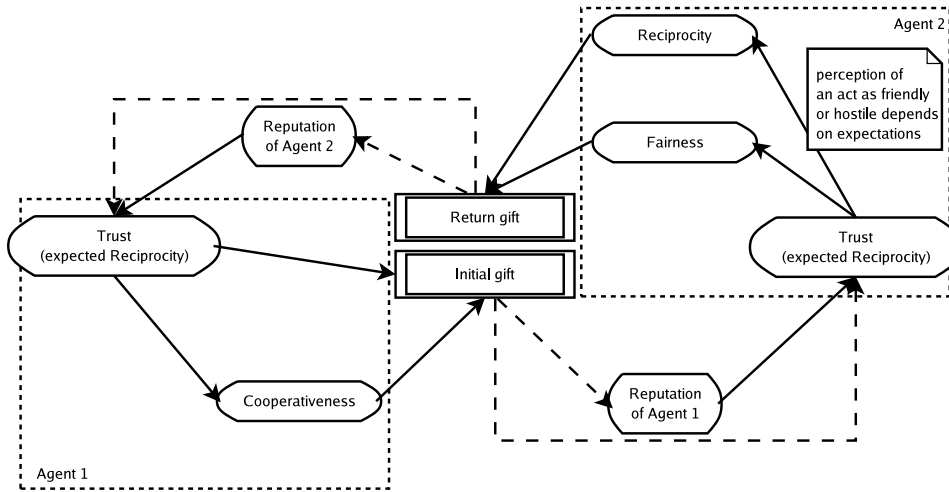 Agent 2
Reciprocity
perception of
an act as friendly
or hostile depends
on expectations
Reputation
of Agent 2
Fairness
Return gift
Trust
(expected Reciprocity)
Trust
(expected Reciprocity)
Initial gift
Cooperativeness
Reputation
of Agent 1
Agent 1